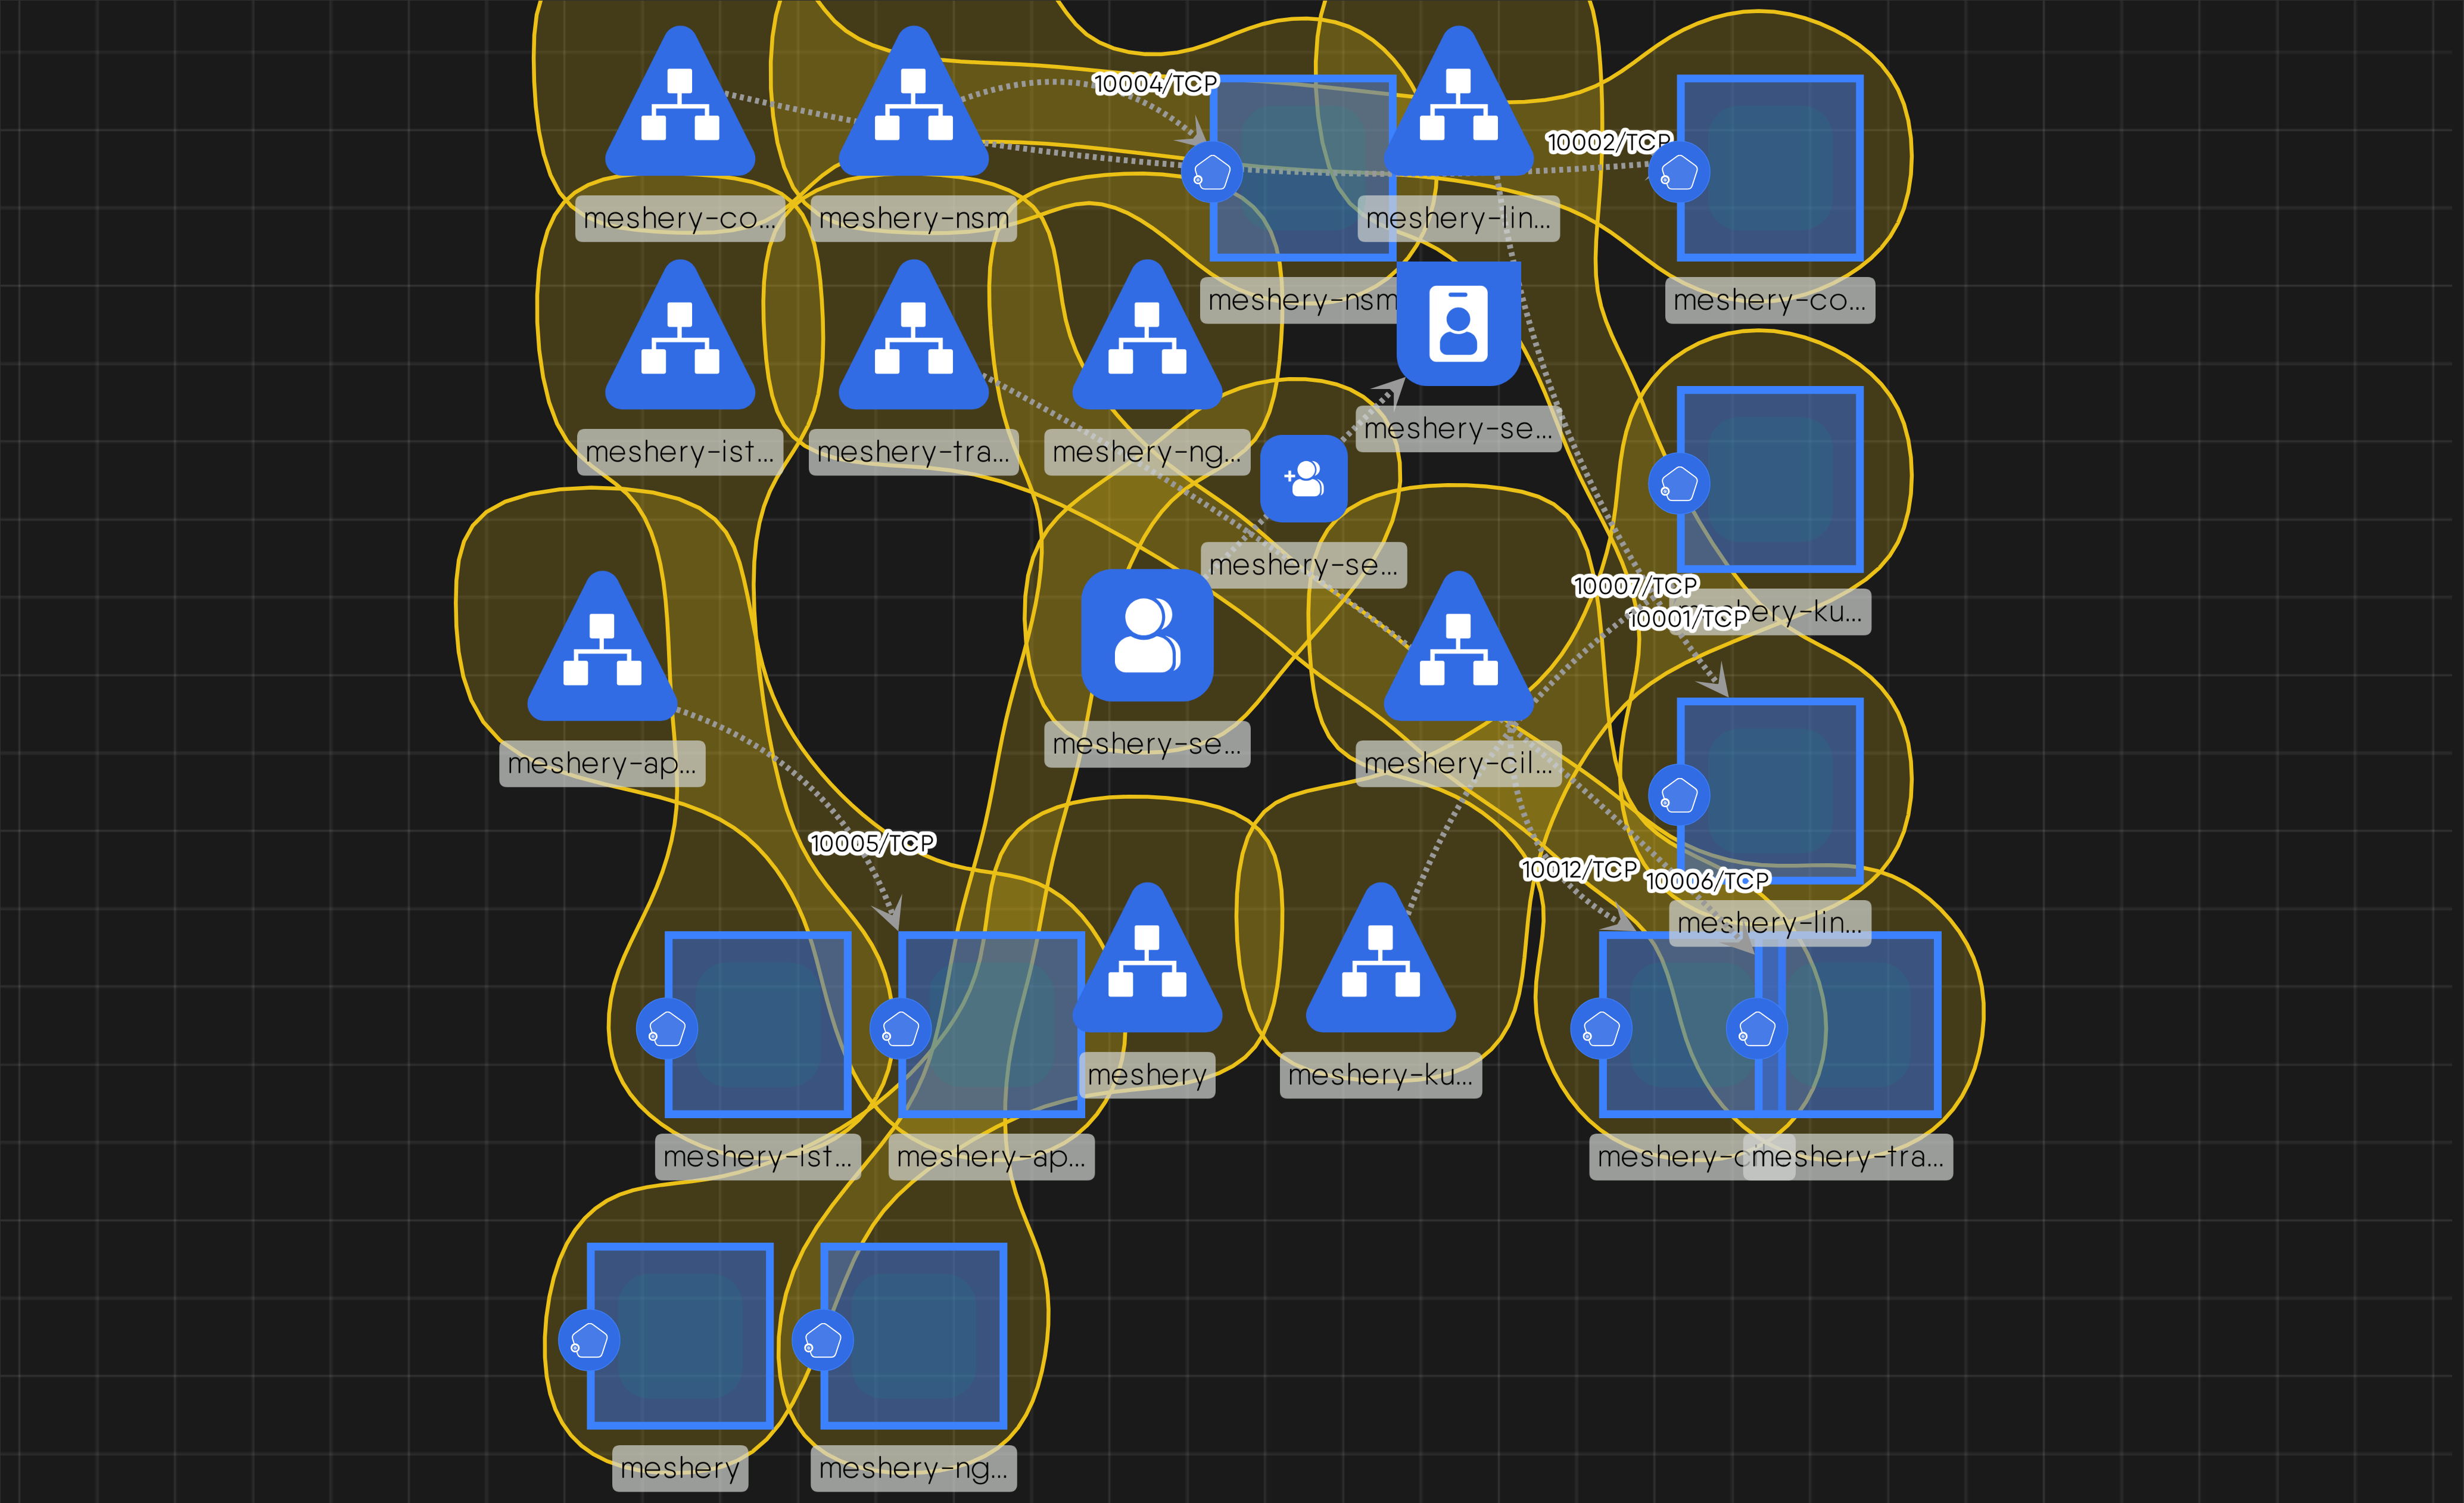 10004/TCP
10002/TCP
meshery-co...
meshery-nsm
meshery-lin...
meshery-nsm
meshery-co...
meshery-se...
meshery-ist...
meshery-tra...
meshery-ng...
meshery-se...
10007/TCP
10001/TCP
meshery-se...
meshery-ap...
meshery-cil...
10005/TCP
10012/TCP
10006/TCP
meshery-lin...
meshery
meshery-ku...
meshery-ist...
meshery-ap...
meshery-tra...
meshery
meshery-ng...